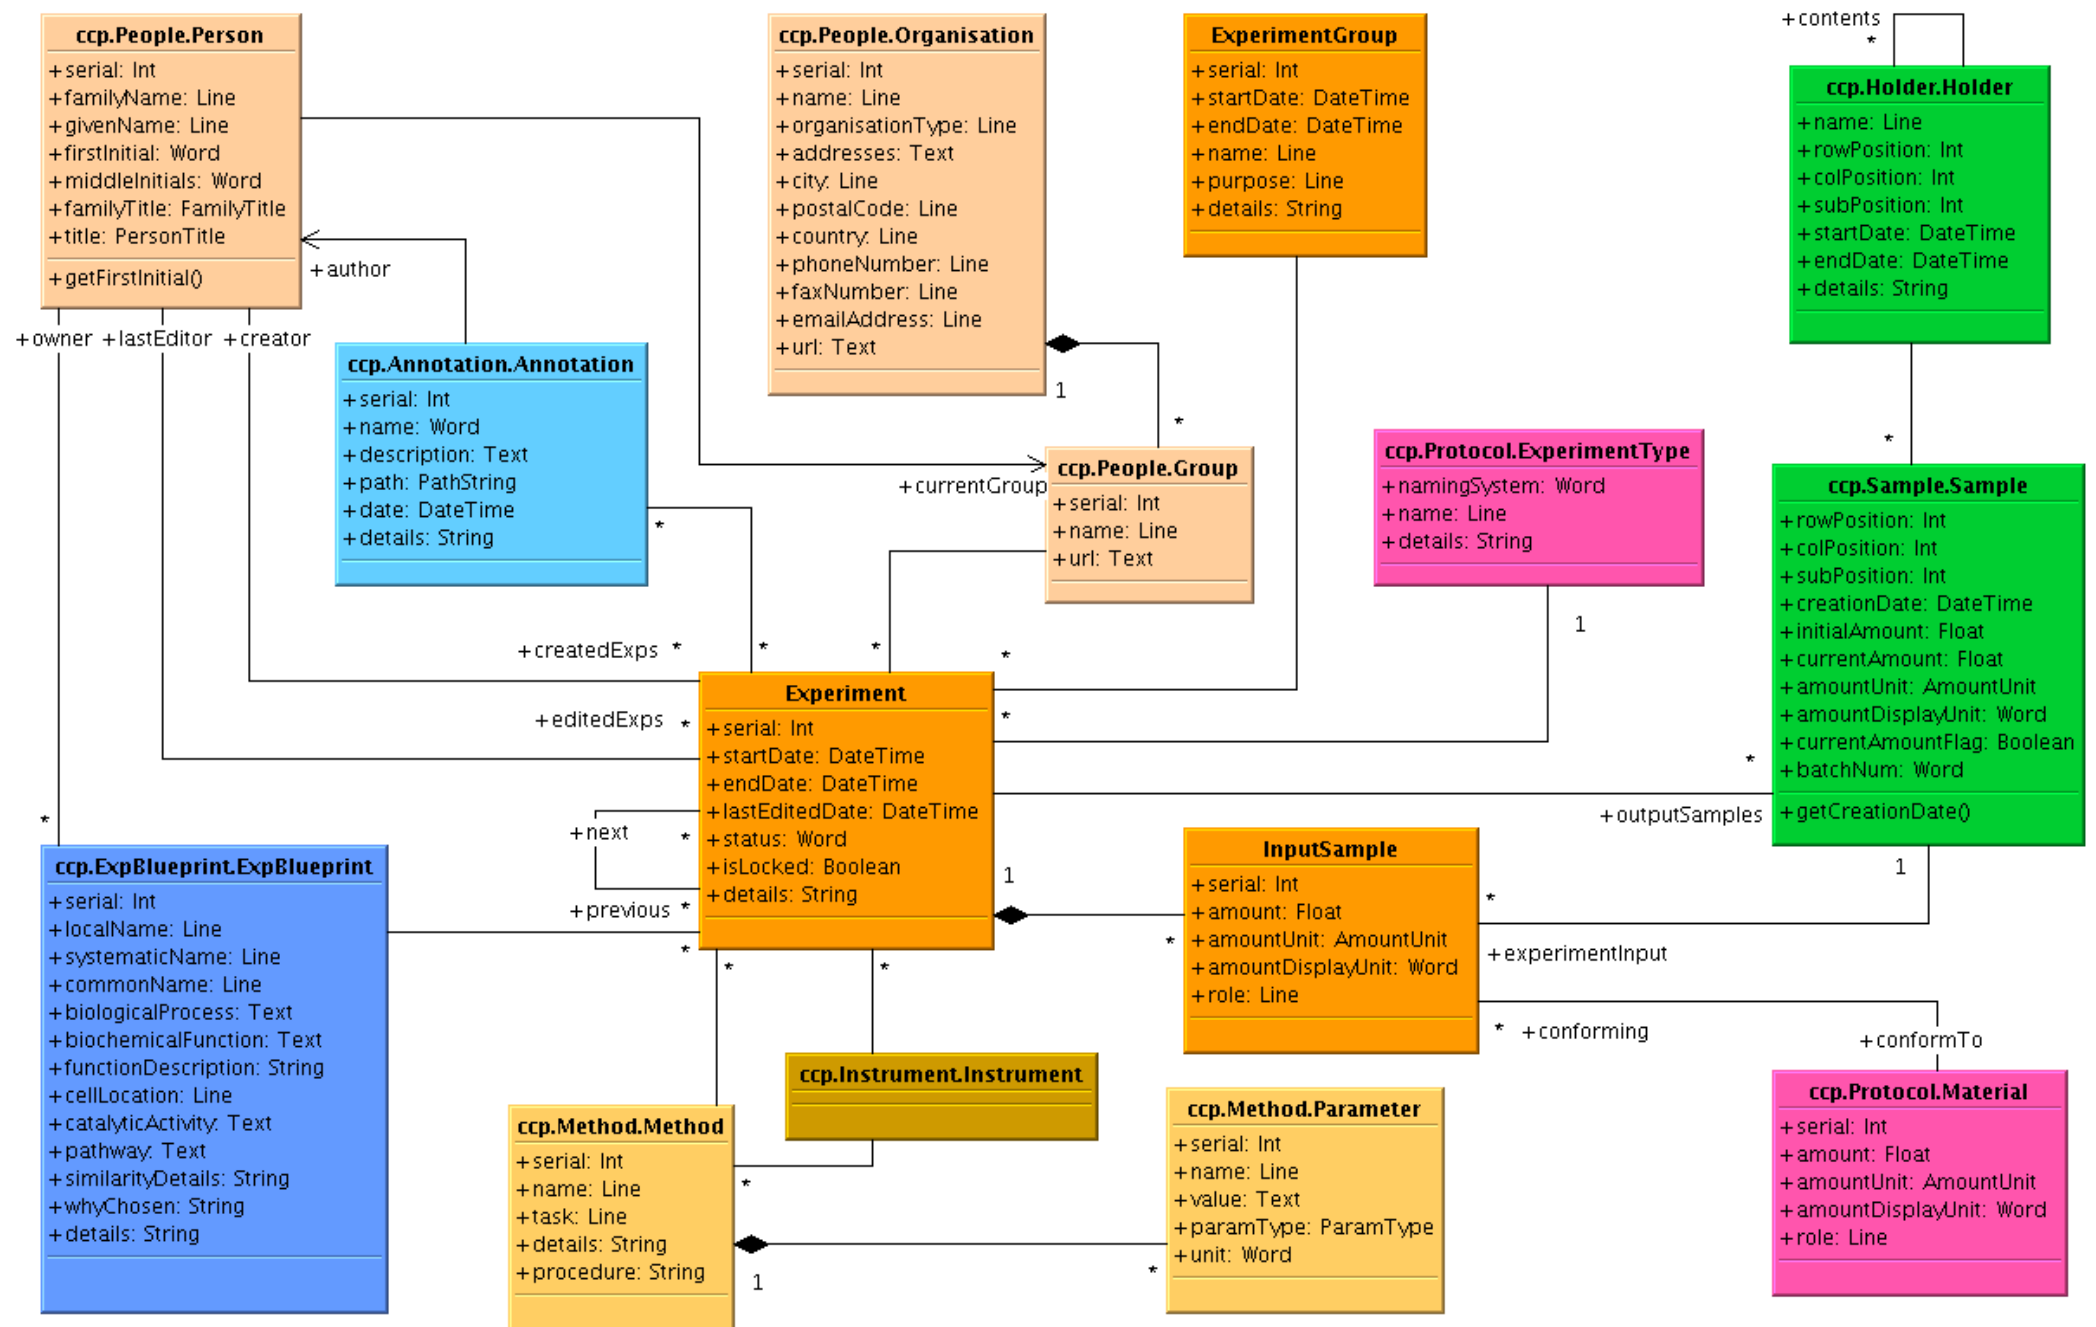 ccp.People.Person
+serial: Int
+familyName: Line
+givenName: Line
+firstInitial: Word
+middleInitials: Word
+familyTitle: FamilyTitle
+title: PersonTitle
+getFirstInitial()
+owner
+lastEditor
+creator
+author
ccp.People.Organisation
+serial: Int
+name: Line
+organisationType: Line
+addresses: Text
+city: Line
+postalCode: Line
+country: Line
+phoneNumber: Line
+faxNumber: Line
+emailAddress: Line
+url: Text
1
*
ExperimentGroup
+serial: Int
+startDate: DateTime
+endDate: DateTime
+name: Line
+purpose: Line
+details: String
+contents
*
ccp.Holder.Holder
+name: Line
+rowPosition: Int
+colPosition: Int
+subPosition: Int
+startDate: DateTime
+endDate: DateTime
+details: String
*
ccp.Annotation.Annotation
+serial: Int
+name: Word
+description: Text
+path: PathString
+date: DateTime
+details: String
*
+currentGroup
ccp.People.Group
+serial: Int
+name: Line
+url: Text
ccp.Protocol.ExperimentType
+namingSystem: Word
+name: Line
+details: String
1
ccp.Sample.Sample
+rowPosition: Int
+colPosition: Int
+subPosition: Int
+creationDate: DateTime
+initialAmount: Float
+currentAmount: Float
+amountUnit: AmountUnit
+amountDisplayUnit: Word
+currentAmountFlag: Boolean
+batchNum: Word
+getCreationDate()
+createdExps *
*
*
*
+editedExps *
*
*
+outputSamples
Experiment
+serial: Int
+startDate: DateTime
+endDate: DateTime
+lastEditedDate: DateTime
+status: Word
+isLocked: Boolean
+details: String
+next
*
+previous *
*
*
*
1
*
*
ccp.ExpBlueprint.ExpBlueprint
+serial: Int
+localName: Line
+systematicName: Line
+commonName: Line
+biologicalProcess: Text
+biochemicalFunction: Text
+functionDescription: String
+cellLocation: Line
+catalyticActivity: Text
+pathway: Text
+similarityDetails: String
+whyChosen: String
+details: String
InputSample
+serial: Int
+amount: Float
+amountUnit: AmountUnit
+amountDisplayUnit: Word
+role: Line
*
1
+experimentInput
* +conforming
+conformTo
ccp.Instrument.Instrument
ccp.Method.Method
+serial: Int
+name: Line
+task: Line
+details: String
+procedure: String
*
1
*
ccp.Method.Parameter
+serial: Int
+name: Line
+value: Text
+paramType: ParamType
+unit: Word
ccp.Protocol.Material
+serial: Int
+amount: Float
+amountUnit: AmountUnit
+amountDisplayUnit: Word
+role: Line